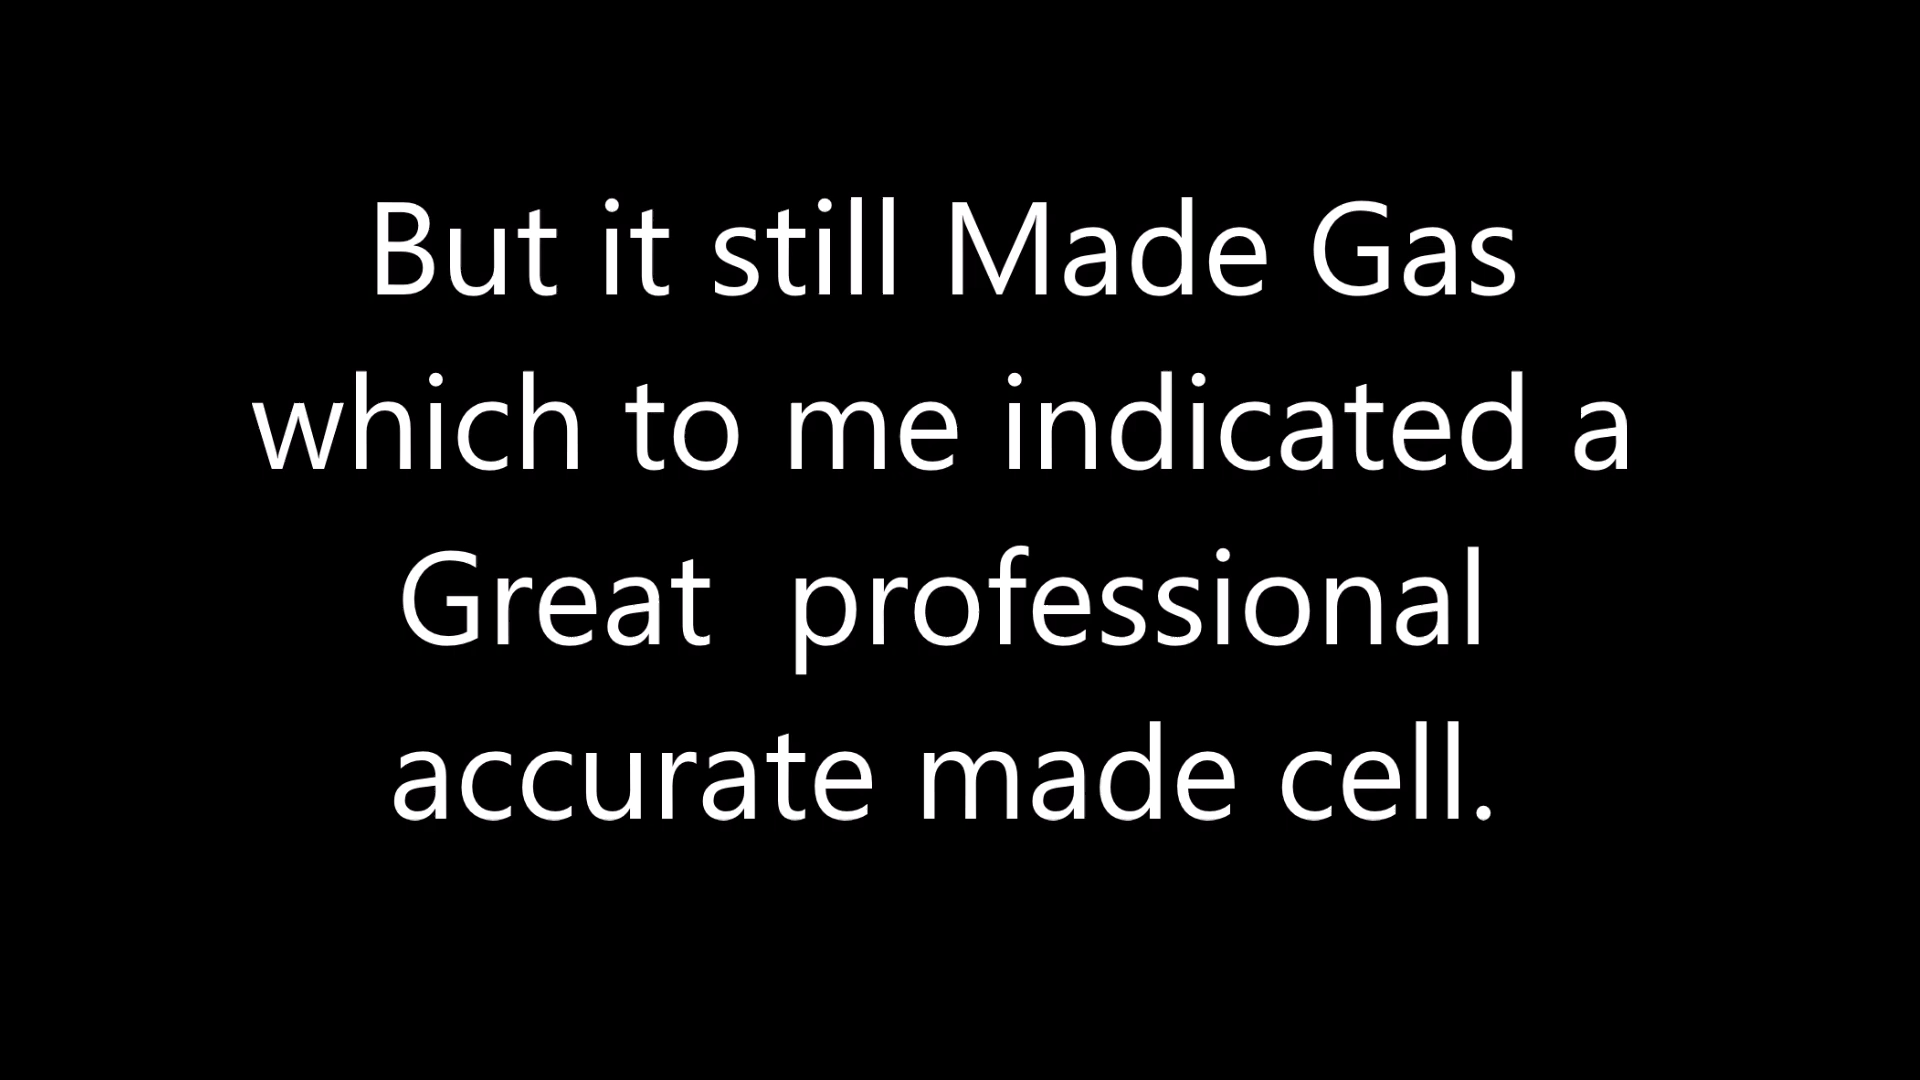 But it still Made Gas
which to me indicated a
Great  professional
accurate made cell.